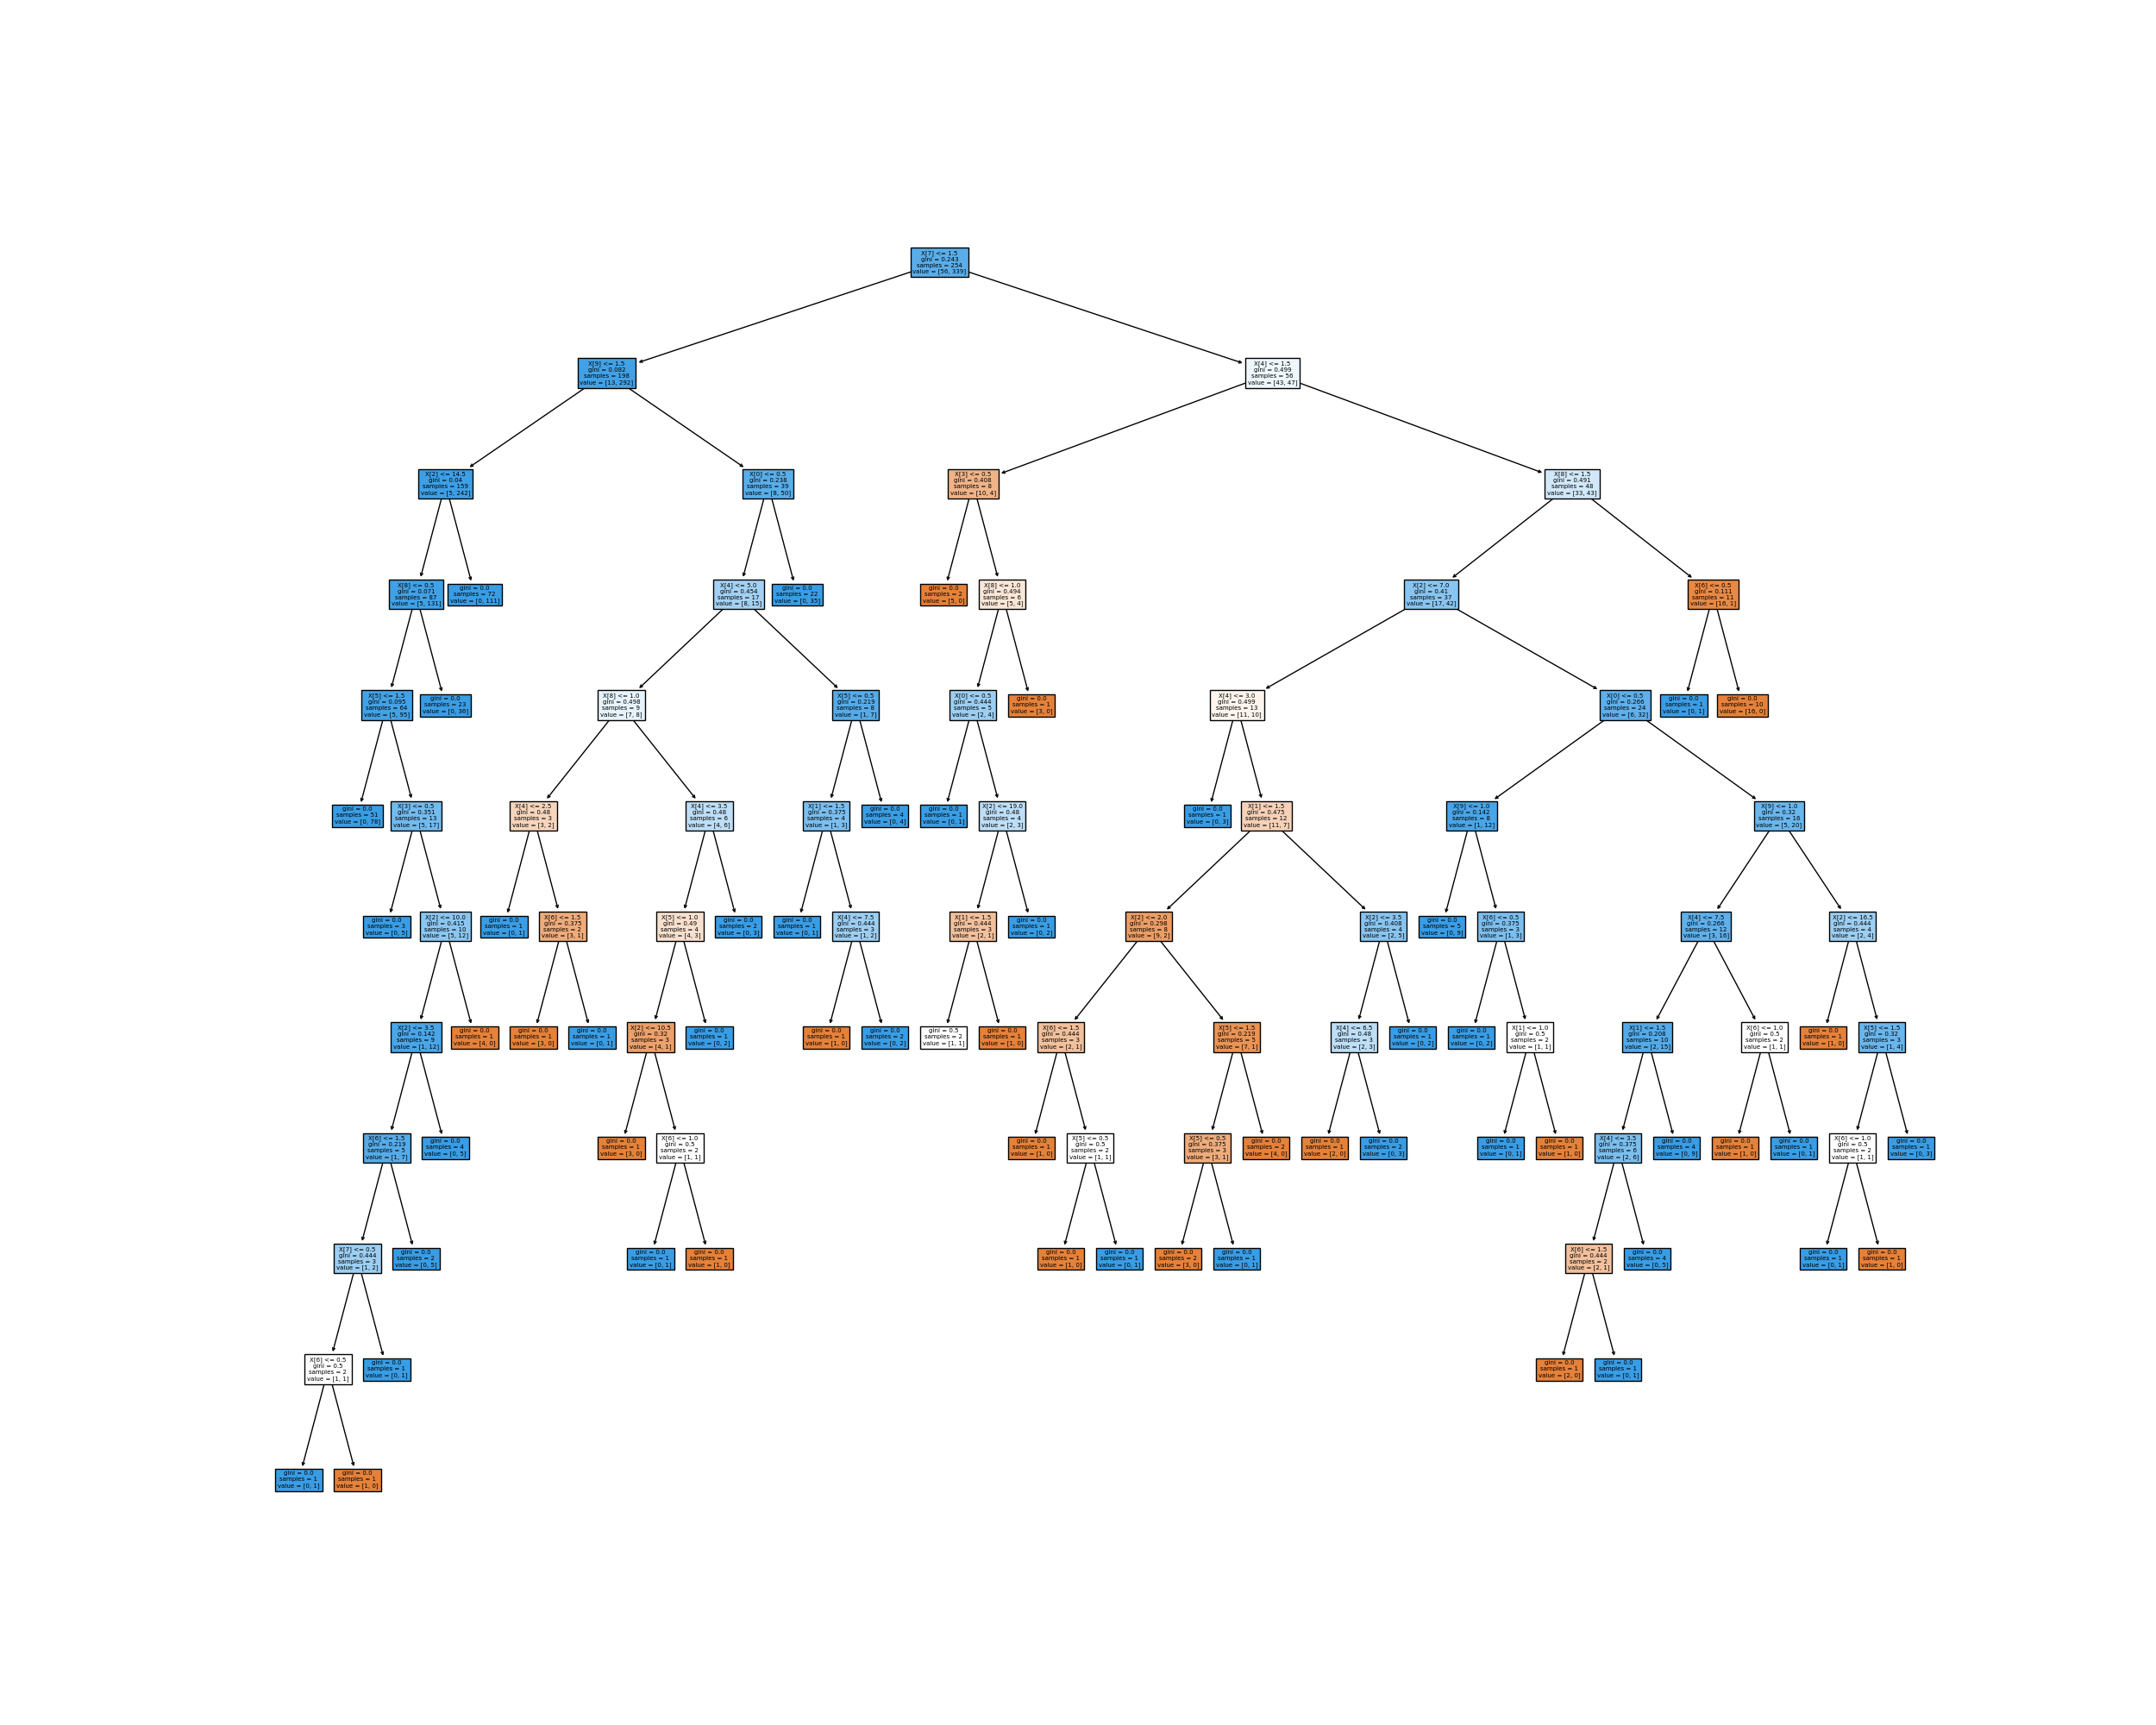 X[7] <= 1.5
gini = 0.243
samples = 254
value = [56, 339]
X[9] <= 1.5
gini = 0.082
samples = 198
value = [13, 292]
X[4] <= 1.5
gini = 0.499
samples = 56
value = [43, 47]
X[2] <= 14.5
gini = 0.04
samples = 159
value = [5, 242]
X[0] <= 0.5
gini = 0.238
samples = 39
value = [8, 50]
X[3] <= 0.5
gini = 0.408
samples = 8
value = [10, 4]
X[8] <= 1.5
gini = 0.491
samples = 48
value = [33, 43]
X[8] <= 0.5
gini = 0.071
samples = 87
value = [5, 131]
gini = 0.0
samples = 72
value = [0, 111]
X[4] <= 5.0
gini = 0.454
samples = 17
value = [8, 15]
gini = 0.0
samples = 22
value = [0, 35]
gini = 0.0
samples = 2
value = [5, 0]
X[8] <= 1.0
gini = 0.494
samples = 6
value = [5, 4]
X[2] <= 7.0
gini = 0.41
samples = 37
value = [17, 42]
X[6] <= 0.5
gini = 0.111
samples = 11
value = [16, 1]
X[5] <= 1.5
gini = 0.095
samples = 64
value = [5, 95]
gini = 0.0
samples = 23
value = [0, 36]
X[8] <= 1.0
gini = 0.498
samples = 9
value = [7, 8]
X[5] <= 0.5
gini = 0.219
samples = 8
value = [1, 7]
X[0] <= 0.5
gini = 0.444
samples = 5
value = [2, 4]
gini = 0.0
samples = 1
value = [3, 0]
X[4] <= 3.0
gini = 0.499
samples = 13
value = [11, 10]
X[0] <= 0.5
gini = 0.266
samples = 24
value = [6, 32]
gini = 0.0
samples = 1
value = [0, 1]
gini = 0.0
samples = 10
value = [16, 0]
gini = 0.0
samples = 51
value = [0, 78]
X[3] <= 0.5
gini = 0.351
samples = 13
value = [5, 17]
X[4] <= 2.5
gini = 0.48
samples = 3
value = [3, 2]
X[4] <= 3.5
gini = 0.48
samples = 6
value = [4, 6]
X[1] <= 1.5
gini = 0.375
samples = 4
value = [1, 3]
gini = 0.0
samples = 4
value = [0, 4]
gini = 0.0
samples = 1
value = [0, 1]
X[2] <= 19.0
gini = 0.48
samples = 4
value = [2, 3]
gini = 0.0
samples = 1
value = [0, 3]
X[1] <= 1.5
gini = 0.475
samples = 12
value = [11, 7]
X[9] <= 1.0
gini = 0.142
samples = 8
value = [1, 12]
X[9] <= 1.0
gini = 0.32
samples = 16
value = [5, 20]
gini = 0.0
samples = 3
value = [0, 5]
X[2] <= 10.0
gini = 0.415
samples = 10
value = [5, 12]
gini = 0.0
samples = 1
value = [0, 1]
X[6] <= 1.5
gini = 0.375
samples = 2
value = [3, 1]
X[5] <= 1.0
gini = 0.49
samples = 4
value = [4, 3]
gini = 0.0
samples = 2
value = [0, 3]
gini = 0.0
samples = 1
value = [0, 1]
X[4] <= 7.5
gini = 0.444
samples = 3
value = [1, 2]
X[1] <= 1.5
gini = 0.444
samples = 3
value = [2, 1]
gini = 0.0
samples = 1
value = [0, 2]
X[2] <= 2.0
gini = 0.298
samples = 8
value = [9, 2]
X[2] <= 3.5
gini = 0.408
samples = 4
value = [2, 5]
gini = 0.0
samples = 5
value = [0, 9]
X[6] <= 0.5
gini = 0.375
samples = 3
value = [1, 3]
X[4] <= 7.5
gini = 0.266
samples = 12
value = [3, 16]
X[2] <= 16.5
gini = 0.444
samples = 4
value = [2, 4]
X[2] <= 3.5
gini = 0.142
samples = 9
value = [1, 12]
gini = 0.0
samples = 1
value = [4, 0]
gini = 0.0
samples = 1
value = [3, 0]
gini = 0.0
samples = 1
value = [0, 1]
X[2] <= 10.5
gini = 0.32
samples = 3
value = [4, 1]
gini = 0.0
samples = 1
value = [0, 2]
gini = 0.0
samples = 1
value = [1, 0]
gini = 0.0
samples = 2
value = [0, 2]
gini = 0.5
samples = 2
value = [1, 1]
gini = 0.0
samples = 1
value = [1, 0]
X[6] <= 1.5
gini = 0.444
samples = 3
value = [2, 1]
X[5] <= 1.5
gini = 0.219
samples = 5
value = [7, 1]
X[4] <= 6.5
gini = 0.48
samples = 3
value = [2, 3]
gini = 0.0
samples = 1
value = [0, 2]
gini = 0.0
samples = 1
value = [0, 2]
X[1] <= 1.0
gini = 0.5
samples = 2
value = [1, 1]
X[1] <= 1.5
gini = 0.208
samples = 10
value = [2, 15]
X[6] <= 1.0
gini = 0.5
samples = 2
value = [1, 1]
gini = 0.0
samples = 1
value = [1, 0]
X[5] <= 1.5
gini = 0.32
samples = 3
value = [1, 4]
X[6] <= 1.5
gini = 0.219
samples = 5
value = [1, 7]
gini = 0.0
samples = 4
value = [0, 5]
gini = 0.0
samples = 1
value = [3, 0]
X[6] <= 1.0
gini = 0.5
samples = 2
value = [1, 1]
gini = 0.0
samples = 1
value = [1, 0]
X[5] <= 0.5
gini = 0.5
samples = 2
value = [1, 1]
X[5] <= 0.5
gini = 0.375
samples = 3
value = [3, 1]
gini = 0.0
samples = 2
value = [4, 0]
gini = 0.0
samples = 1
value = [2, 0]
gini = 0.0
samples = 2
value = [0, 3]
gini = 0.0
samples = 1
value = [0, 1]
gini = 0.0
samples = 1
value = [1, 0]
X[4] <= 3.5
gini = 0.375
samples = 6
value = [2, 6]
gini = 0.0
samples = 4
value = [0, 9]
gini = 0.0
samples = 1
value = [1, 0]
gini = 0.0
samples = 1
value = [0, 1]
X[6] <= 1.0
gini = 0.5
samples = 2
value = [1, 1]
gini = 0.0
samples = 1
value = [0, 3]
X[7] <= 0.5
gini = 0.444
samples = 3
value = [1, 2]
gini = 0.0
samples = 2
value = [0, 5]
gini = 0.0
samples = 1
value = [0, 1]
gini = 0.0
samples = 1
value = [1, 0]
gini = 0.0
samples = 1
value = [1, 0]
gini = 0.0
samples = 1
value = [0, 1]
gini = 0.0
samples = 2
value = [3, 0]
gini = 0.0
samples = 1
value = [0, 1]
X[6] <= 1.5
gini = 0.444
samples = 2
value = [2, 1]
gini = 0.0
samples = 4
value = [0, 5]
gini = 0.0
samples = 1
value = [0, 1]
gini = 0.0
samples = 1
value = [1, 0]
X[6] <= 0.5
gini = 0.5
samples = 2
value = [1, 1]
gini = 0.0
samples = 1
value = [0, 1]
gini = 0.0
samples = 1
value = [2, 0]
gini = 0.0
samples = 1
value = [0, 1]
gini = 0.0
samples = 1
value = [0, 1]
gini = 0.0
samples = 1
value = [1, 0]